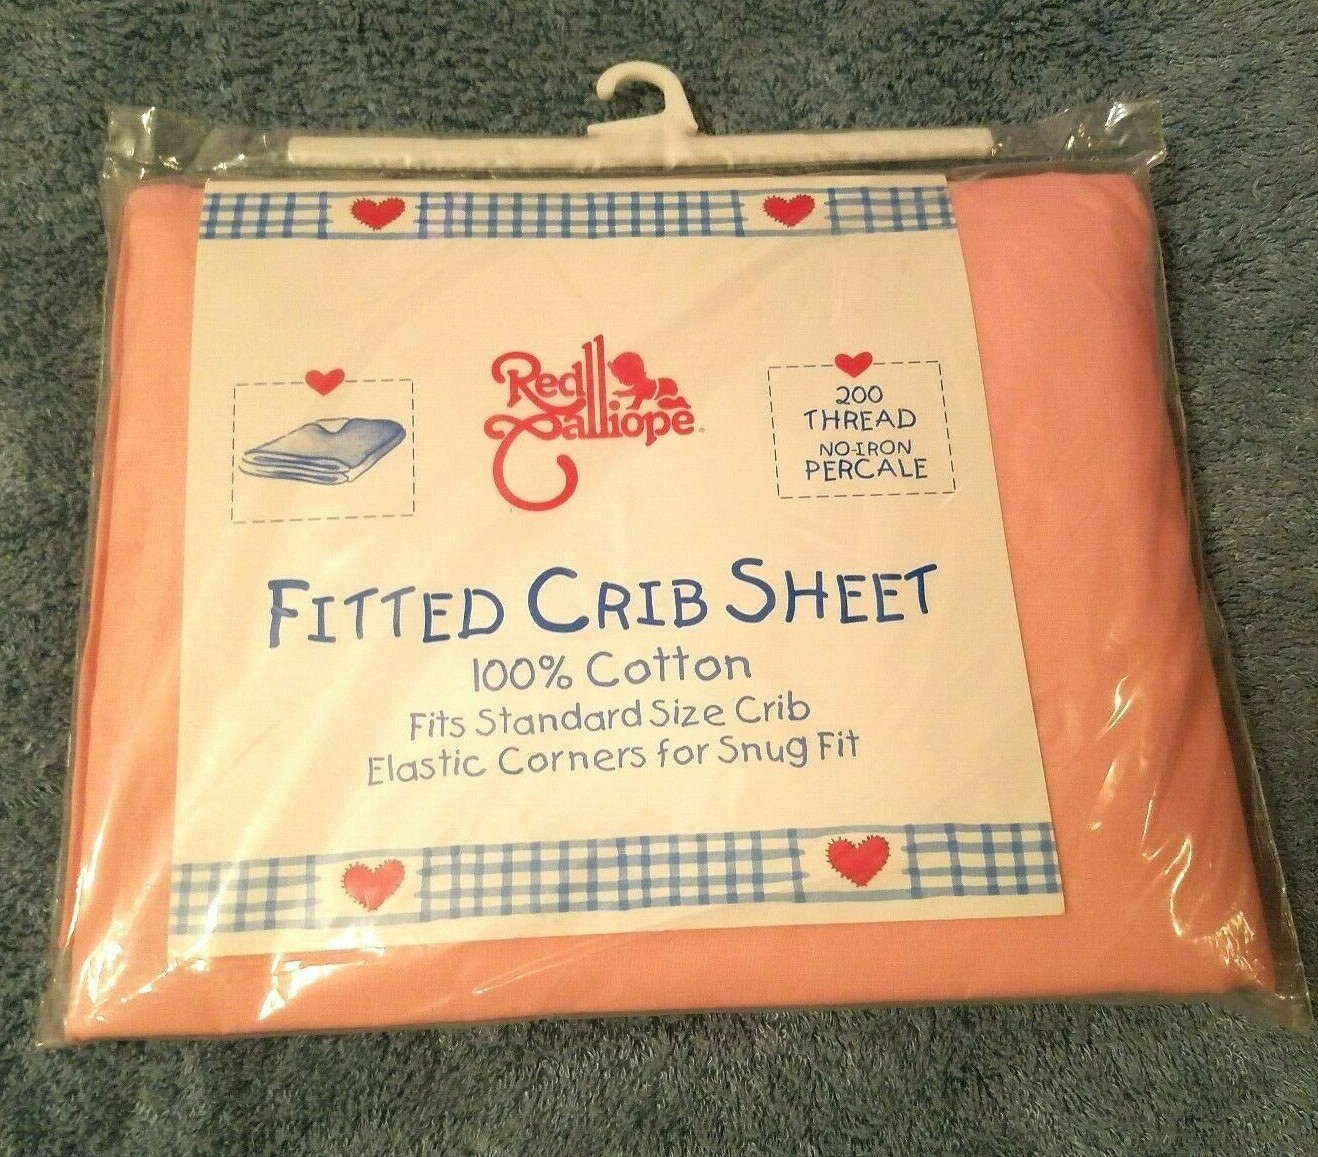 Red
Calliope
200
THREAD
NO-IRON
PERCALE
FITTED CRIB SHEET
100% Cotton
Fits Standard Size Crib
Elastic Corners for Snug Fit